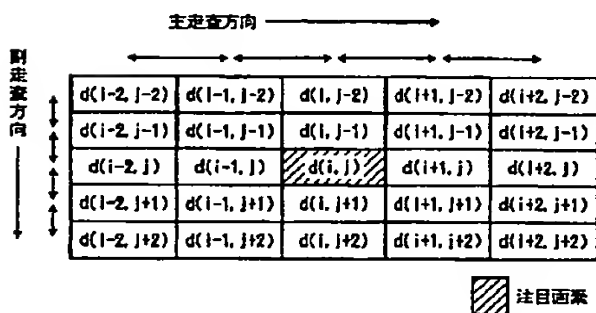 主走査方向
副走査方向
d(i-2, j-2) d(i-1, j-2) d(i, j-2) d(i+1, j-2) d(i+2, j-2)
d(i-2, j-1) d(i-1, j-1) d(i, j-1) d(i+1, j-1) d(i+2, j-1)
d(i-2, j) d(i-1, j) d(i, j) d(i+1, j) d(i+2, j)
d(i-2, j+1) d(i-1, j+1) d(i, j+1) d(i+1, j+1) d(i+2, j+1)
d(i-2, j+2) d(i-1, j+2) d(i, j+2) d(i+1, j+2) d(i+2, j+2)
注目画素